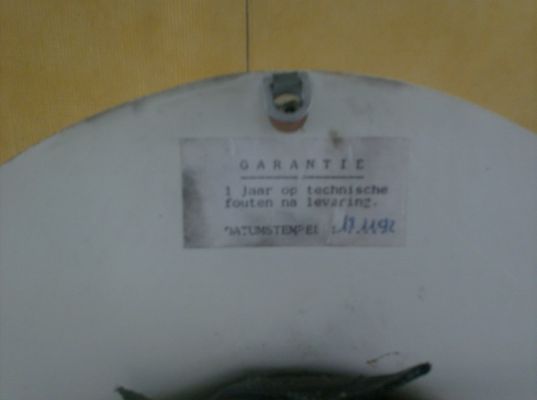 GARANTIE
1 jaar op technische
fouten na levering.
DATUMSTEMPEL :